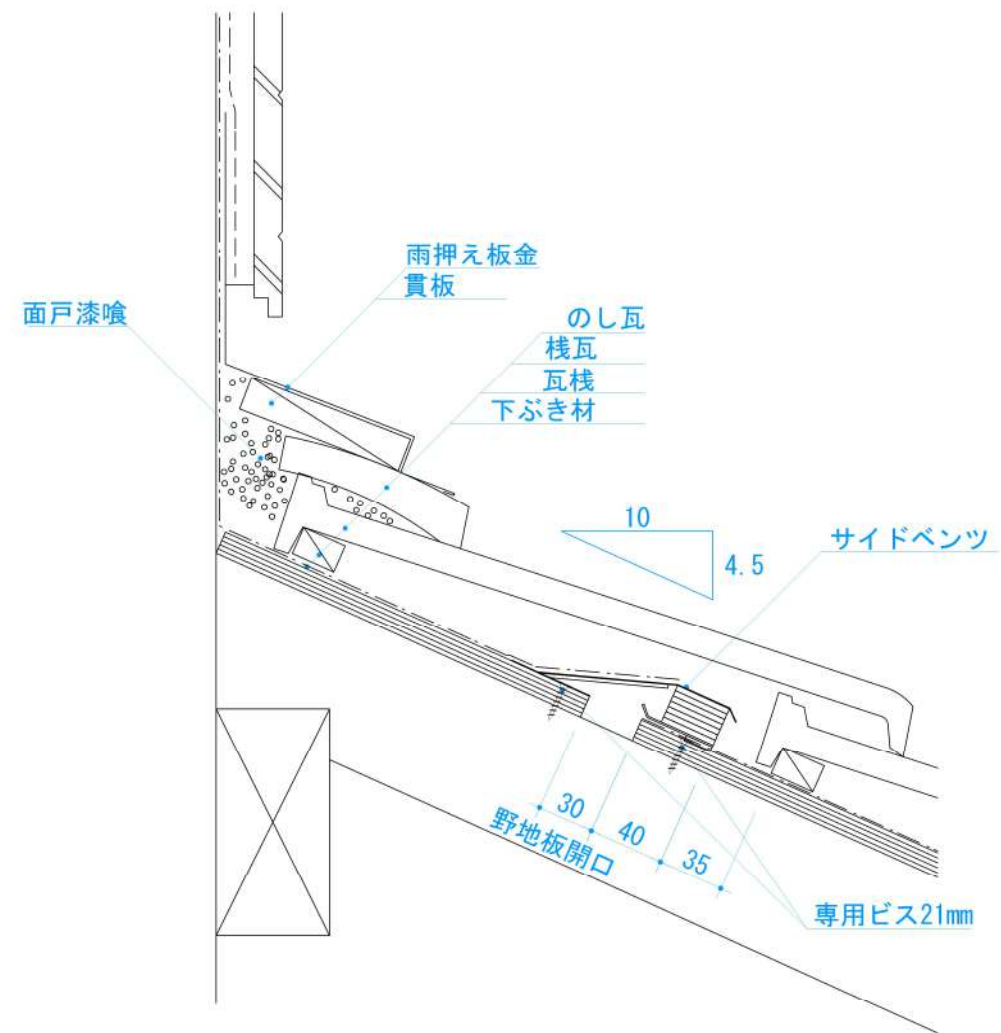 雨押え板金
貫板
面戸漆喰
のし瓦
桟瓦
瓦桟
下ぶき材
10
4.5
サイドベンツ
30
40
35
野地板開口
専用ビス21mm